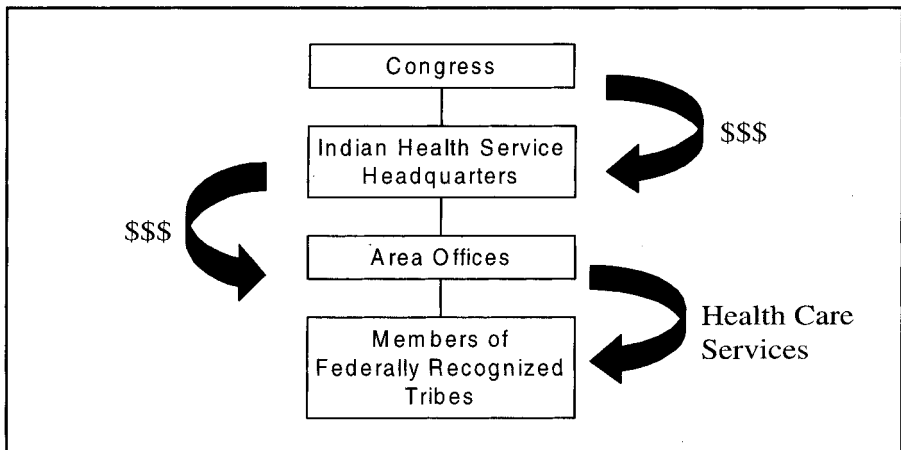 Congress
$$$
Indian Health Service
Headquarters
$$$
Area Offices
Health Care
Services
Members of
Federally Recognized
Tribes